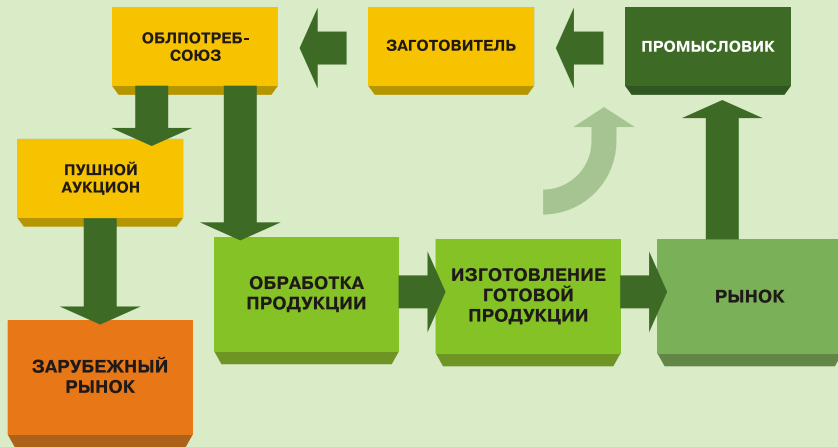 ОБЛПОТРЕБ-
СОЮЗ
ЗАГОТОВИТЕЛЬ
ПРОМЫСЛОВИК
ПУШНОЙ
АУКЦИОН
ОБРАБОТКА
ПРОДУКЦИИ
ИЗГОТОВЛЕНИЕ
ГОТОВОЙ
ПРОДУКЦИИ
РЫНОК
ЗАРУБЕЖНЫЙ
РЫНОК